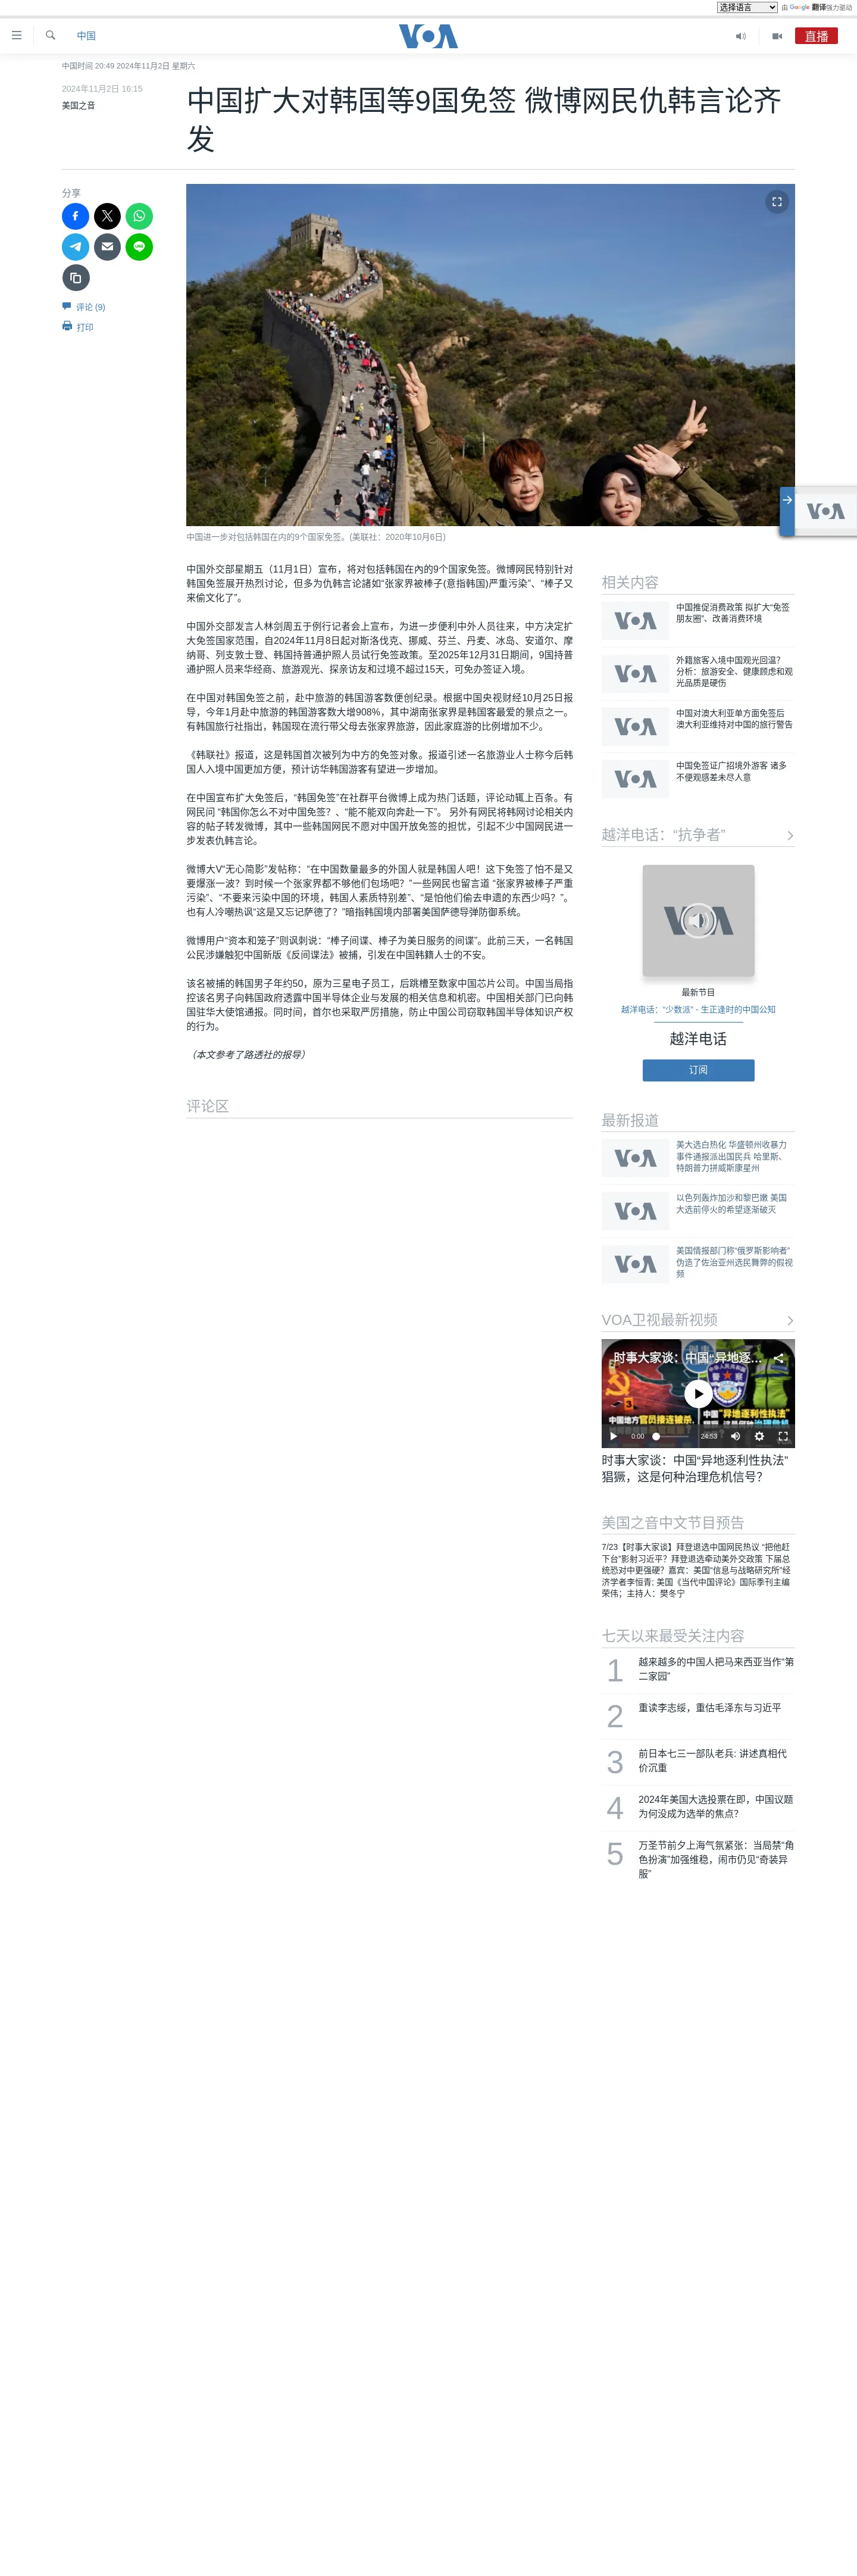 选择语言 由 Google 翻译强力驱动
中国
VOA
直播
中国时间 20:49 2024年11月2日 星期六
2024年11月2日 16:15
美国之音
中国扩大对韩国等9国免签 微博网民仇韩言论齐
发
分享
评论 (9)
打印
中国进一步对包括韩国在内的9个国家免签。(美联社：2020年10月6日)
中国外交部星期五（11月1日）宣布，将对包括韩国在内的9个国家免签。微博网民特别针对
韩国免签展开热烈讨论，但多为仇韩言论諸如“张家界被棒子(意指韩国)严重污染”、“棒子又
来偷文化了”。
中国外交部发言人林剑周五于例行记者会上宣布，为进一步便利中外人员往来，中方决定扩
大免签国家范围，自2024年11月8日起对斯洛伐克、挪威、芬兰、丹麦、冰岛、安道尔、摩
纳哥、列支敦士登、韩国持普通护照人员试行免签政策。至2025年12月31日期间，9国持普
通护照人员来华经商、旅游观光、探亲访友和过境不超过15天，可免办签证入境。
在中国对韩国免签之前，赴中旅游的韩国游客数便创纪录。根据中国央视财经10月25日报
导，今年1月赴中旅游的韩国游客数大增908%，其中湖南张家界是韩国客最爱的景点之一。
有韩国旅行社指出，韩国现在流行带父母去张家界旅游，因此家庭游的比例增加不少。
《韩联社》报道，这是韩国首次被列为中方的免签对象。报道引述一名旅游业人士称今后韩
国人入境中国更加方便，预计访华韩国游客有望进一步增加。
在中国宣布扩大免签后，“韩国免签”在社群平台微博上成为热门话题，评论动辄上百条。有
网民问 “韩国你怎么不对中国免签？、“能不能双向奔赴一下”。 另外有网民将韩网讨论相关内
容的帖子转发微博，其中一些韩国网民不愿对中国开放免签的担忧，引起不少中国网民进一
步发表仇韩言论。
微博大V“无心简影”发帖称：“在中国数量最多的外国人就是韩国人吧！这下免签了怕不是又
要爆涨一波？到时候一个张家界都不够他们包场吧？”一些网民也留言道 “张家界被棒子严重
污染”、“不要来污染中国的环境，韩国人素质特别差”、“是怕他们偷去申遗的东西少吗？”。
也有人冷嘲热讽“这是又忘记萨德了？”暗指韩国境内部署美国萨德导弹防御系统。
微博用户“资本和笼子”则讽刺说：“棒子间谍、棒子为美日服务的间谍”。此前三天，一名韩国
公民涉嫌触犯中国新版《反间谍法》被捕，引发在中国韩籍人士的不安。
该名被捕的韩国男子年约50，原为三星电子员工，后跳槽至数家中国芯片公司。中国当局指
控该名男子向韩国政府透露中国半导体企业与发展的相关信息和机密。中国相关部门已向韩
国驻华大使馆通报。同时间，首尔也采取严厉措施，防止中国公司窃取韩国半导体知识产权
的行为。
（本文参考了路透社的报导）
评论区
VOA
相关内容
VOA
中国推促消费政策 拟扩大“免签
朋友圈”、改善消费环境
VOA
外籍旅客入境中国观光回温？
分析：旅游安全、健康顾虑和观
光品质是硬伤
VOA
中国对澳大利亚单方面免签后
澳大利亚维持对中国的旅行警告
VOA
中国免签证广招境外游客 诸多
不便观感差未尽人意
越洋电话：“抗争者”
VOA
最新节目
越洋电话：“少数派” - 生正逢时的中国公知
越洋电话
订阅
最新报道
VOA
美大选白热化 华盛顿州收暴力
事件通报派出国民兵 哈里斯、
特朗普力拼威斯康星州
VOA
以色列轰炸加沙和黎巴嫩 美国
大选前停火的希望逐渐破灭
VOA
美国情报部门称“俄罗斯影响者”
伪造了佐治亚州选民舞弊的假视
频
VOA卫视最新视频
时事大家谈：中国“异地逐...
中国地方官员接连被杀，
中国“异地逐利性执法”
0:00
24:53
时事大家谈：中国“异地逐利性执法”
猖獗，这是何种治理危机信号？
美国之音中文节目预告
7/23【时事大家谈】拜登退选中国网民热议 “把他赶
下台”影射习近平？拜登退选牵动美外交政策 下届总
统恐对中更强硬？嘉宾：美国“信息与战略研究所”经
济学者李恒青; 美国《当代中国评论》国际季刊主编
荣伟；主持人：樊冬宁
七天以来最受关注内容
1
越来越多的中国人把马来西亚当作“第
二家园”
2
重读李志绥，重估毛泽东与习近平
3
前日本七三一部队老兵: 讲述真相代
价沉重
4
2024年美国大选投票在即，中国议题
为何没成为选举的焦点？
5
万圣节前夕上海气氛紧张：当局禁“角
色扮演”加强维稳，闹市仍见“奇装异
服”